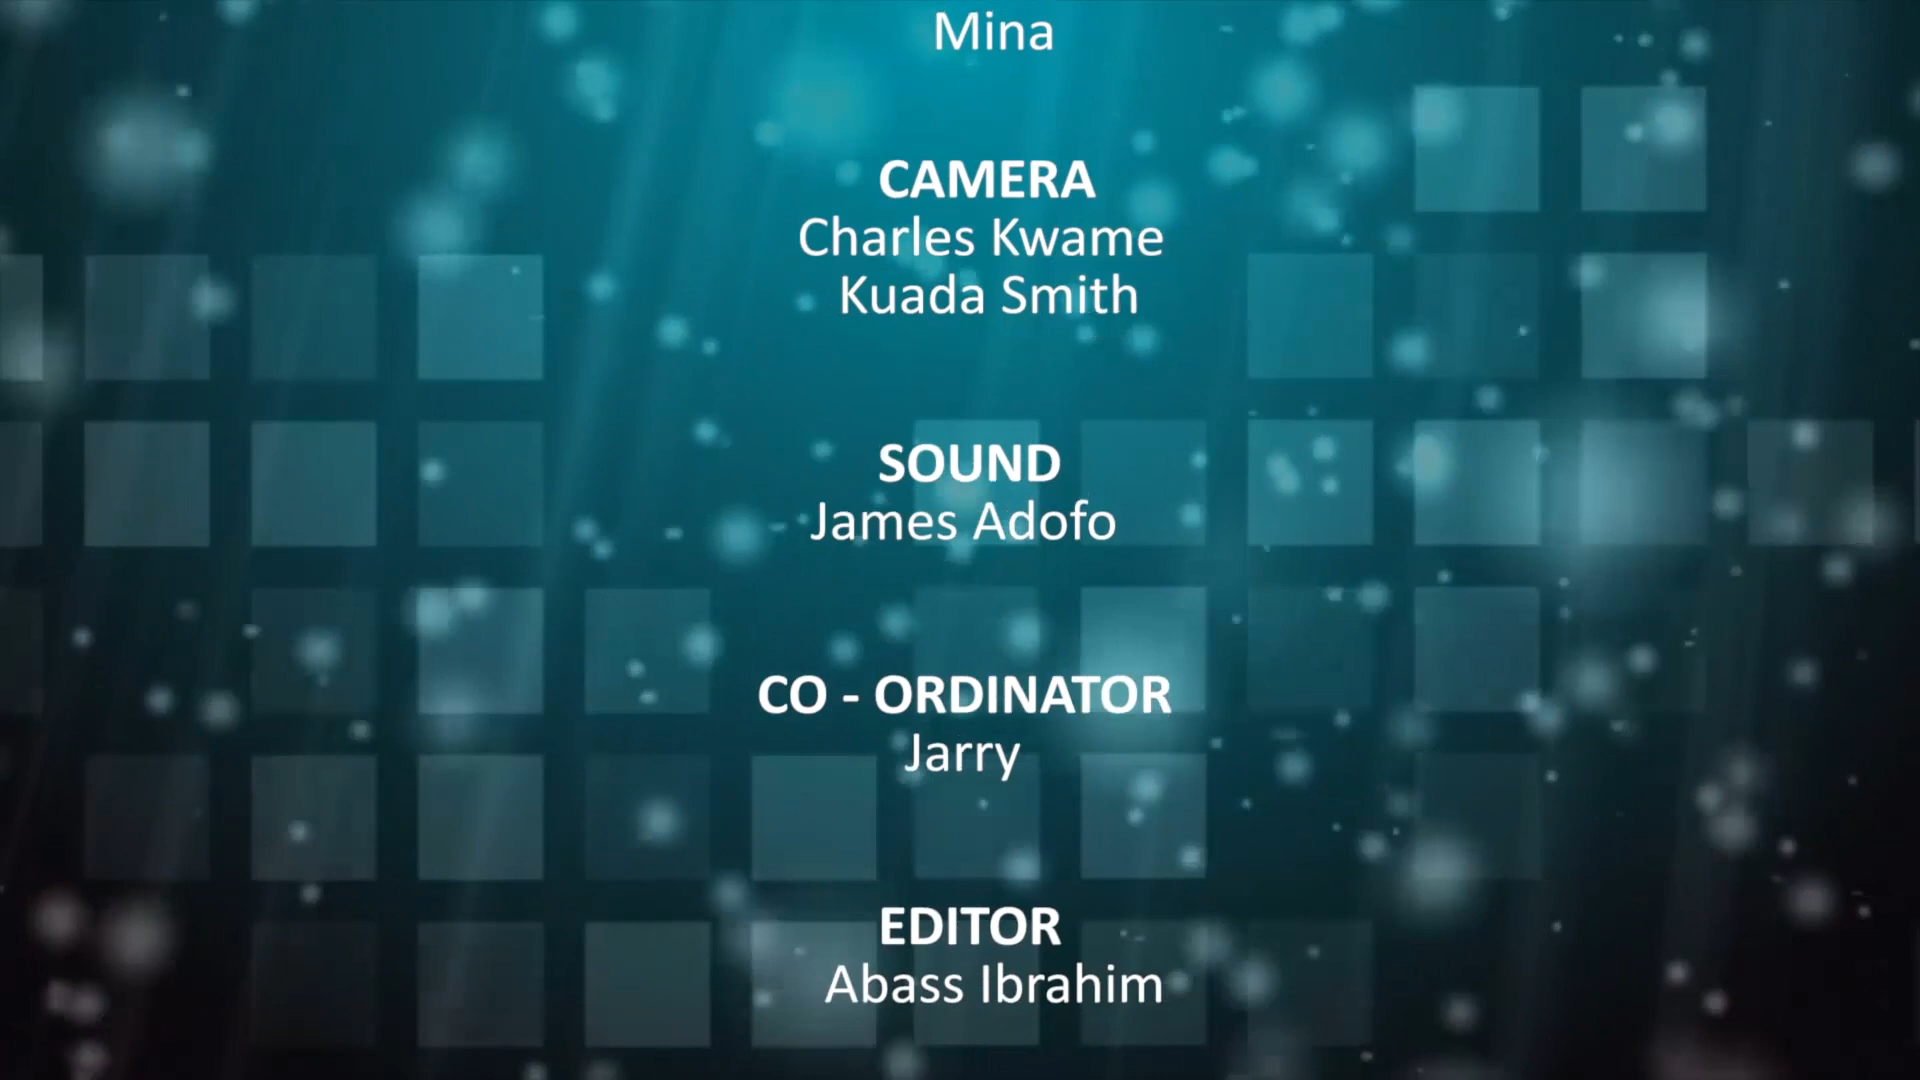 Mina
CAMERA
Charles Kwame
Kuada Smith
SOUND
James Adofo
CO - ORDINATOR
Jarry
EDITOR
Abass Ibrahim